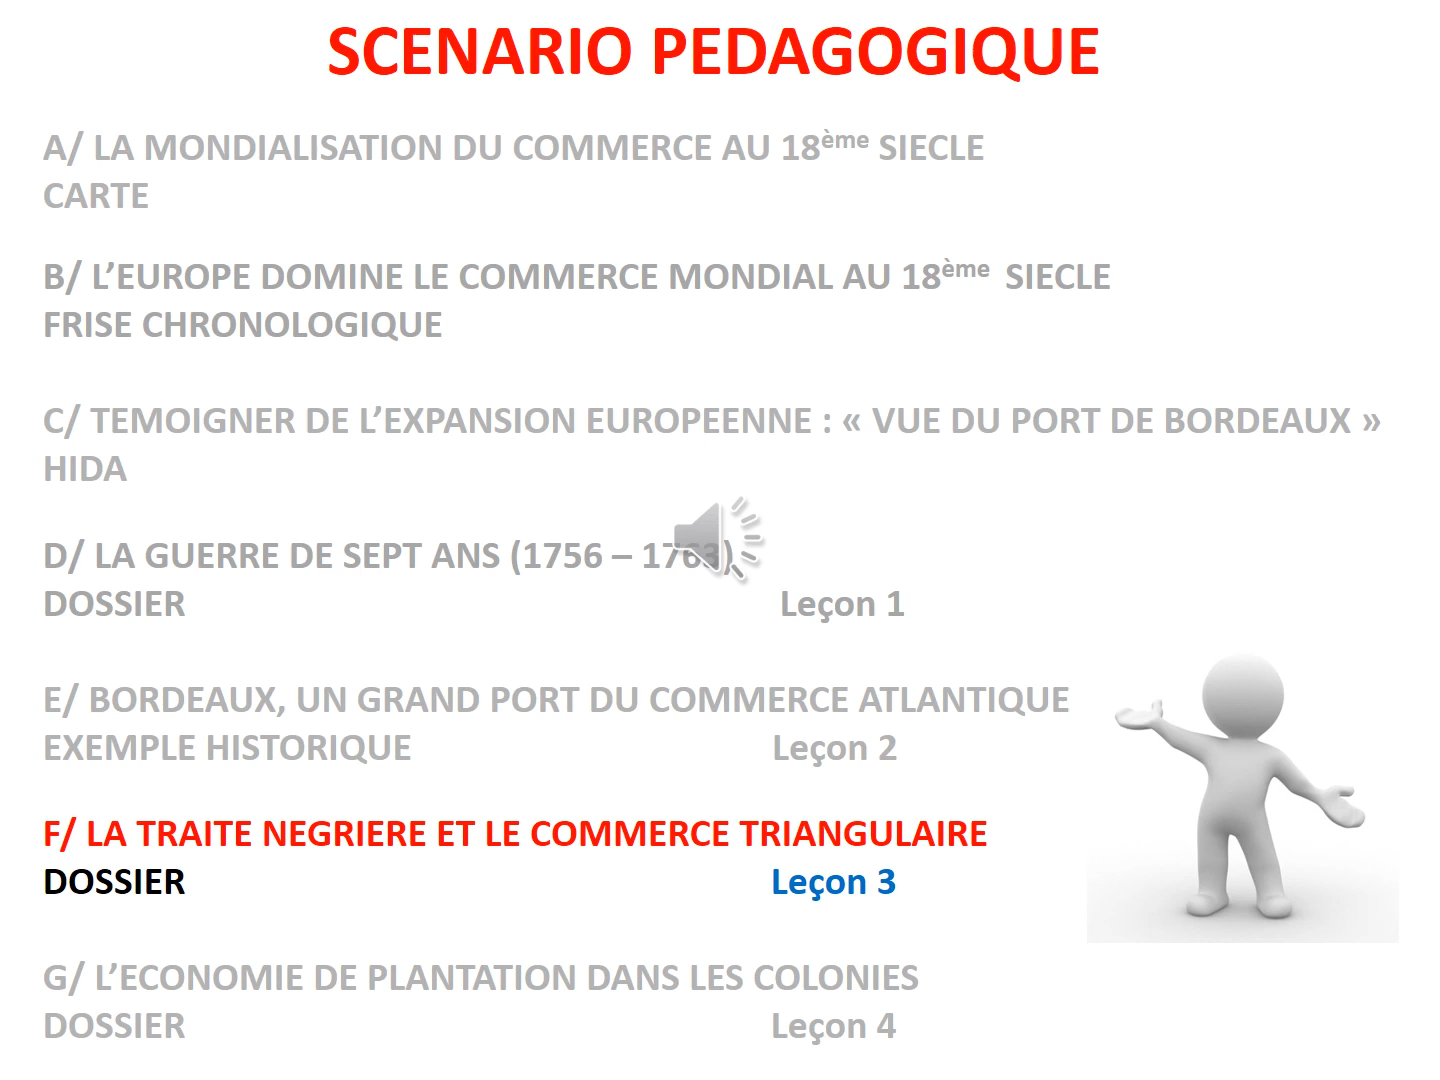 SCENARIO PEDAGOGIQUE
A/ LA MONDIALISATION DU COMMERCE AU 18ème SIECLE
CARTE
B/ L’EUROPE DOMINE LE COMMERCE MONDIAL AU 18ème SIECLE
FRISE CHRONOLOGIQUE
C/ TEMOIGNER DE L’EXPANSION EUROPEENNE : « VUE DU PORT DE BORDEAUX »
HIDA
D/ LA GUERRE DE SEPT ANS (1756 – 1763)
DOSSIER Leçon 1
E/ BORDEAUX, UN GRAND PORT DU COMMERCE ATLANTIQUE
EXEMPLE HISTORIQUE Leçon 2
F/ LA TRAITE NEGRIERE ET LE COMMERCE TRIANGULAIRE
DOSSIER Leçon 3
G/ L’ECONOMIE DE PLANTATION DANS LES COLONIES
DOSSIER Leçon 4